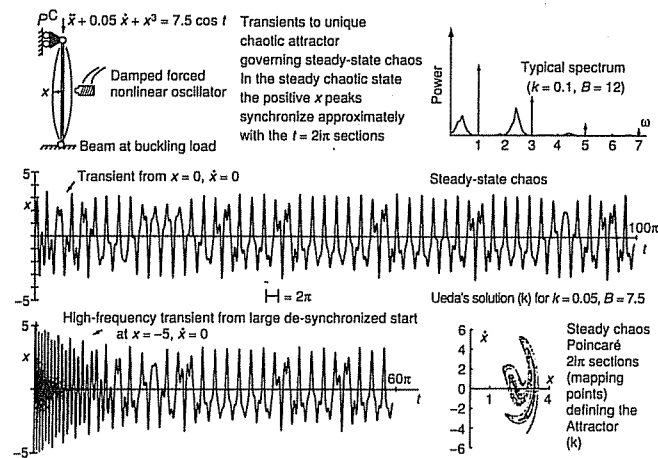 P^C ẍ + 0.05 ẋ + x³ = 7.5 cos t
x
Damped forced
nonlinear oscillator
Beam at buckling load
Transients to unique
chaotic attractor
governing steady-state chaos
In the steady chaotic state
the positive x peaks
synchronize approximately
with the t = 2iπ sections
Power
Typical spectrum
(k = 0.1, B = 12)
ω
1 2 3 4 5 6 7
5
Transient from x = 0, ẋ = 0
Steady-state chaos
x
100π
t
-5
= 2π
Ueda's solution (k) for k = 0.05, B = 7.5
High-frequency transient from large de-synchronized start
at x = -5, ẋ = 0
5
x
60π
t
-5
6
4
2
0
-2
-4
-6
ẋ
x
1 4
Steady chaos
Poincaré
2iπ sections
(mapping
points)
defining the
Attractor
(k)